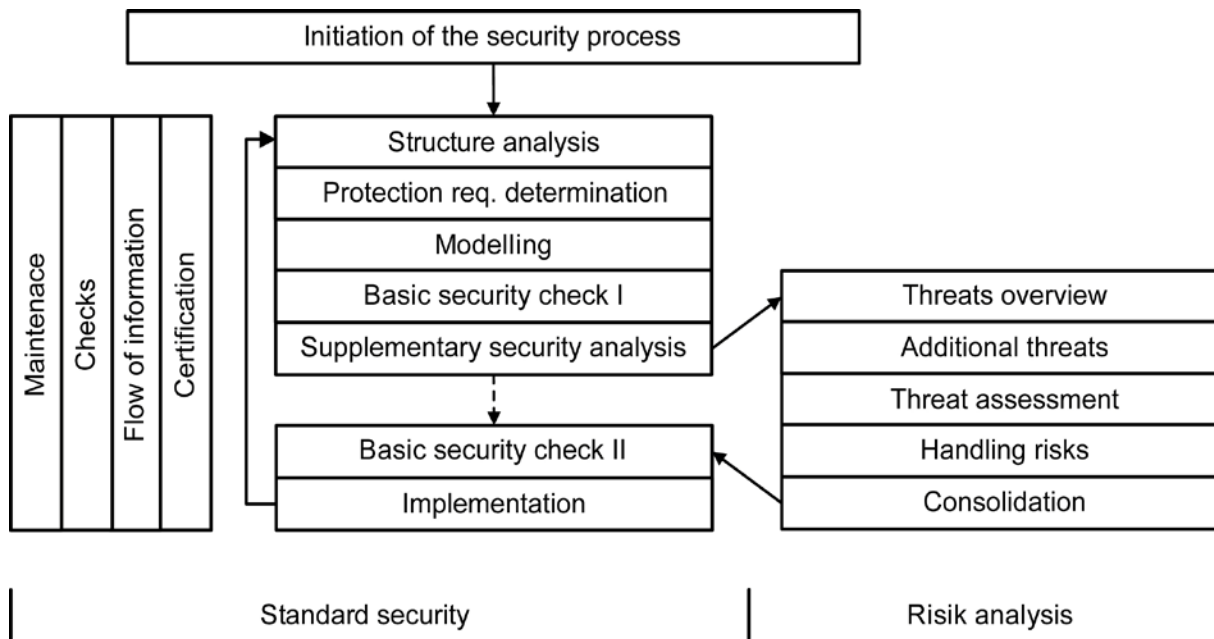 Initiation of the security process
Maintenace
Checks
Flow of information
Certification
Structure analysis
Protection req. determination
Modelling
Basic security check I
Supplementary security analysis
Basic security check II
Implementation
Threats overview
Additional threats
Threat assessment
Handling risks
Consolidation
Standard security
Risik analysis